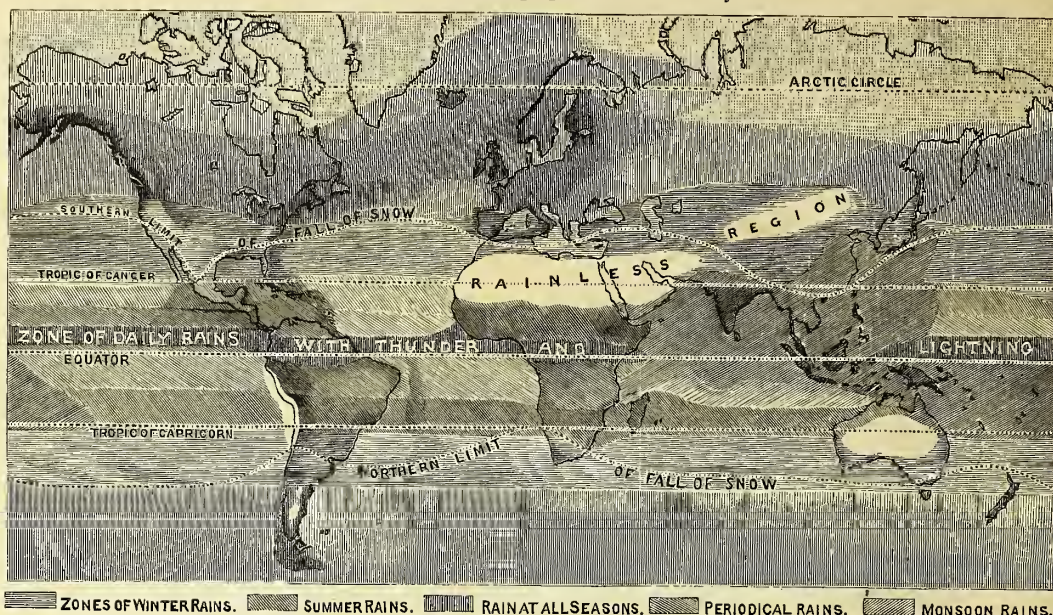 ARCTIC CIRCLE
REGION
SOUTHERN LIMIT OF FALL OF SNOW
TROPIC OF CANCER
RAINLESS
ZONE OF DAILY RAINS WITH THUNDER AND LIGHTNING
EQUATOR
TROPIC OF CAPRICORN
NORTHERN LIMIT OF FALL OF SNOW
ZONES OF WINTER RAINS. SUMMER RAINS. RAIN AT ALL SEASONS. PERIODICAL RAINS. MONSOON RAINS.